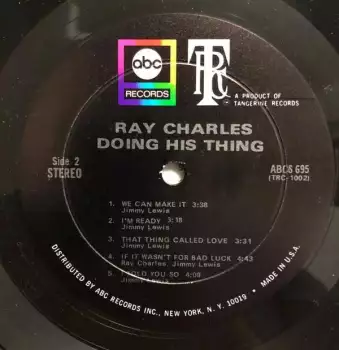 abc
RECORDS
TRC
A PRODUCT OF
TANGERINE RECORDS
RAY CHARLES
DOING HIS THING
Side 2
STEREO
ABCS 695
(TRC-1002)
1. WE CAN MAKE IT 3:38
Jimmy Lewis
2. I'M READY 3:18
Jimmy Lewis
3. THAT THING CALLED LOVE 3:21
Jimmy Lewis
4. IF IT WASN'T FOR BAD LUCK 4:43
Ray Charles, Jimmy Lewis
5. I TOLD YOU SO 4:08
Jimmy Lewis
DISTRIBUTED BY ABC RECORDS INC., NEW YORK, N.Y. 10019 • MADE IN U.S.A.